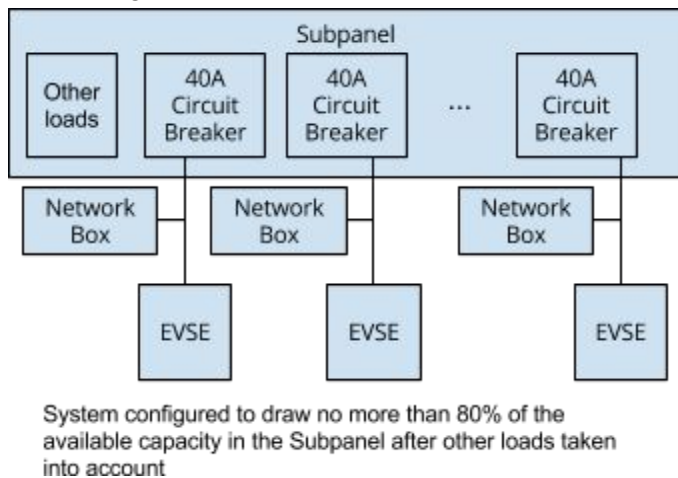 Subpanel
Other
loads
40A
Circuit
Breaker
40A
Circuit
Breaker
...
40A
Circuit
Breaker
Network
Box
Network
Box
Network
Box
EVSE
EVSE
EVSE
System configured to draw no more than 80% of the
available capacity in the Subpanel after other loads taken
into account